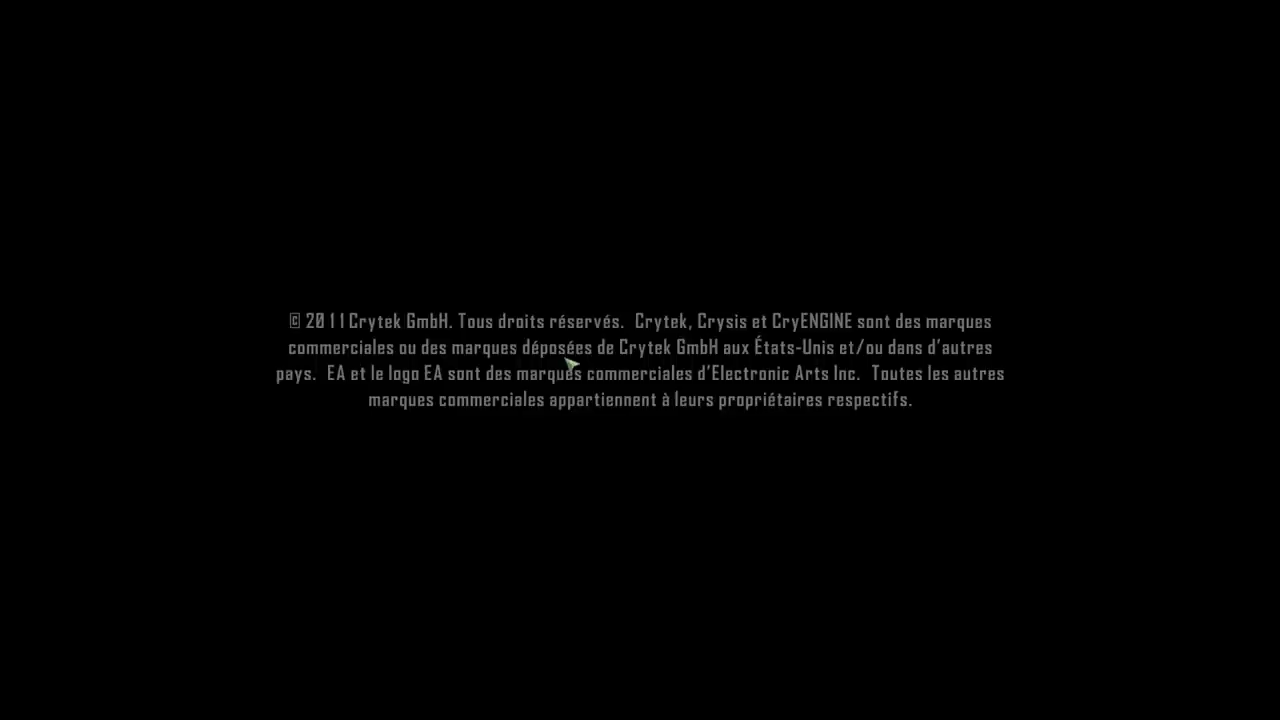 © 2011 Crytek GmbH. Tous droits réservés.  Crytek, Crysis et CryENGINE sont des marques
commerciales ou des marques déposées de Crytek GmbH aux États-Unis et/ou dans d'autres
pays.  EA et le logo EA sont des marques commerciales d'Electronic Arts Inc.  Toutes les autres
marques commerciales appartiennent à leurs propriétaires respectifs.